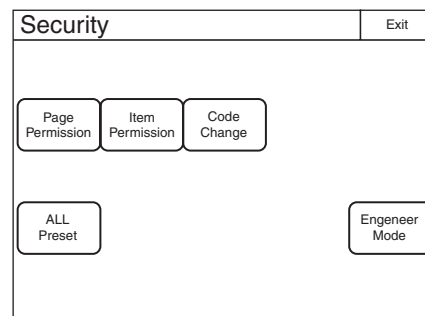 Security
Exit
Page
Permission
Item
Permission
Code
Change
ALL
Preset
Engeneer
Mode